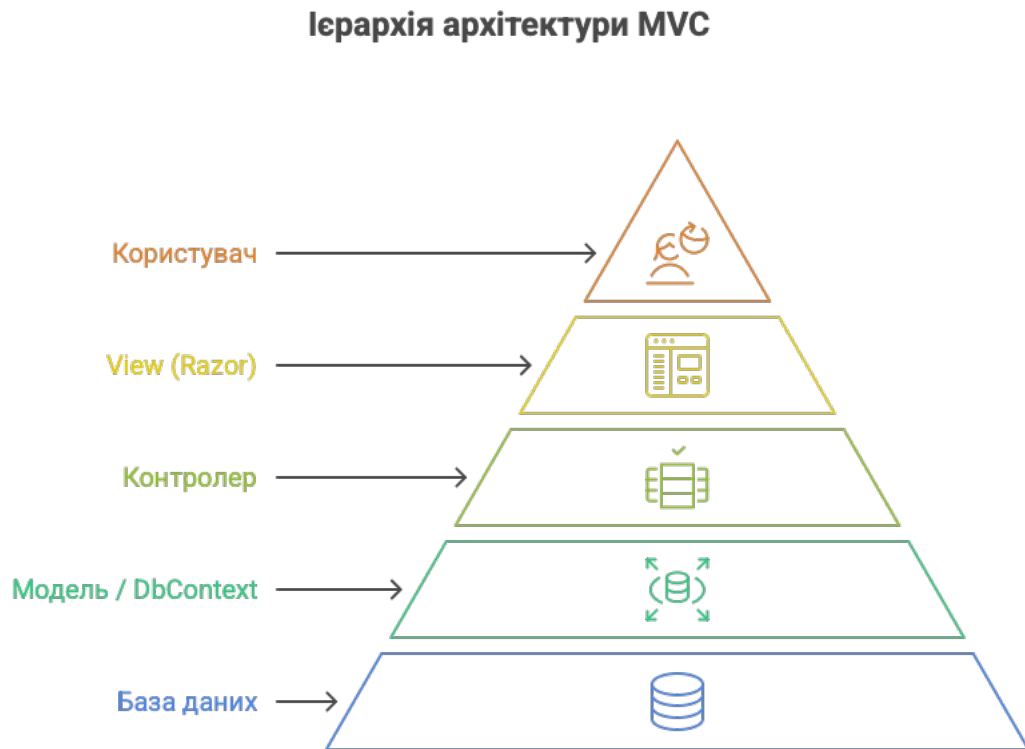 Ієрархія архітектури MVC
Користувач
View (Razor)
Контролер
Модель / DbContext
База даних